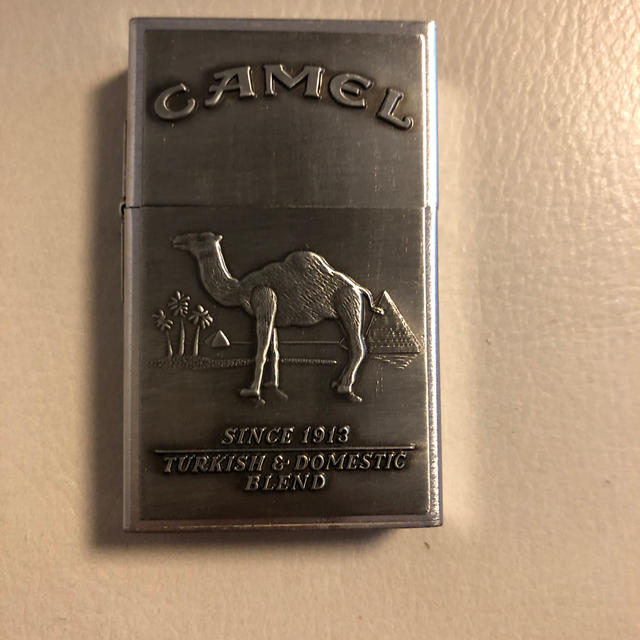 CAMEL
SINCE 1913
TURKISH & DOMESTIC
BLEND